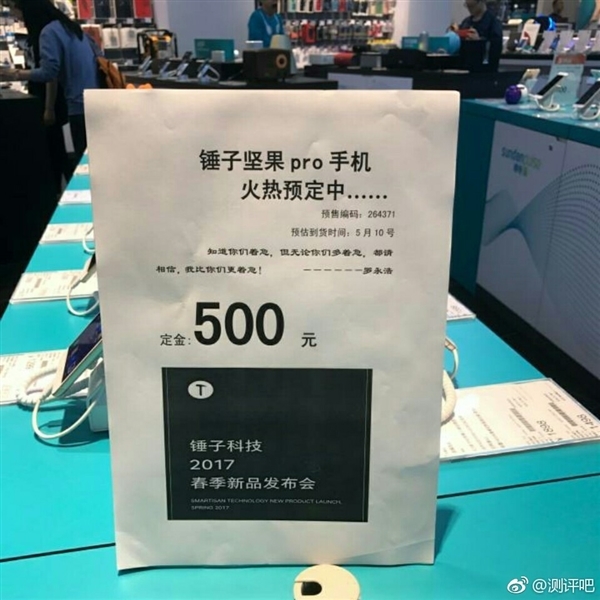 锤子坚果 pro 手机
火热预定中......
预售编码：264371
预估到货时间：5 月 10 号
知道你们着急，但无论你们多着急，都请
相信，我比你们更着急！ ------罗永浩
定金：500 元
T
锤子科技
2017
春季新品发布会
SMARTISAN TECHNOLOGY NEW PRODUCT LAUNCH,
SPRING 2017
@测评吧